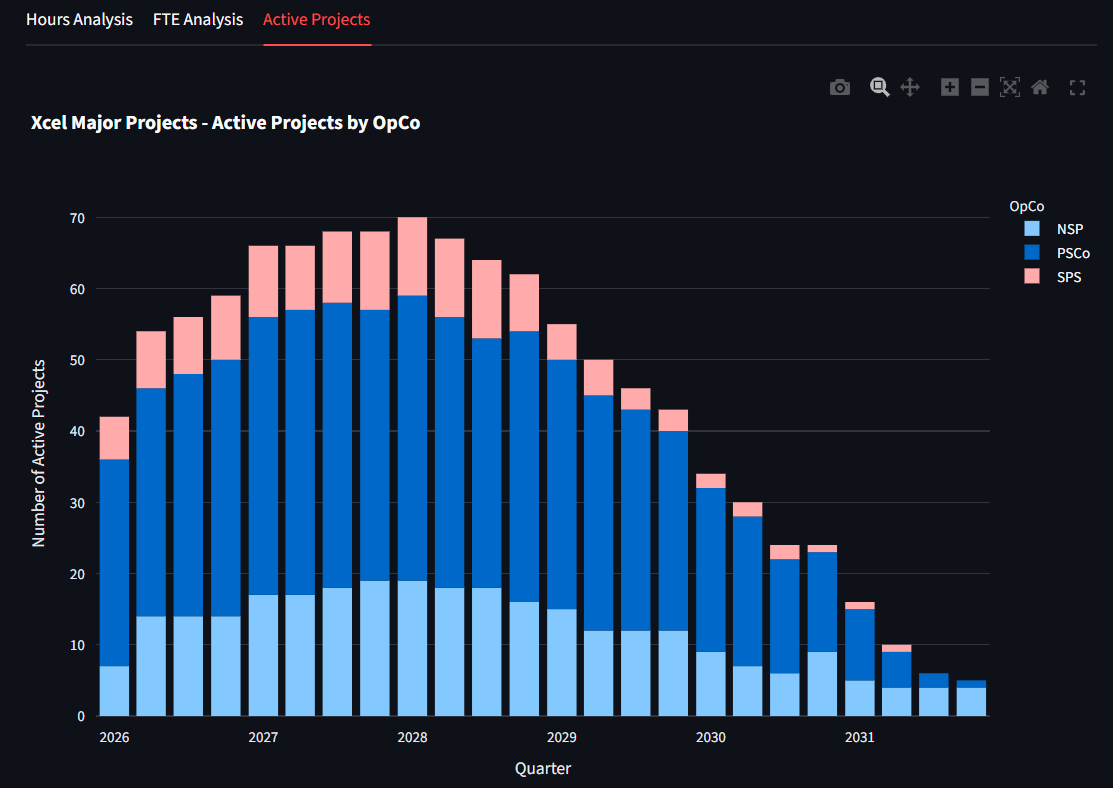 Hours Analysis FTE Analysis Active Projects
Xcel Major Projects - Active Projects by OpCo
OpCo
NSP
PSCo
SPS
Number of Active Projects
70
60
50
40
30
20
10
0
2026 2027 2028 2029 2030 2031
Quarter